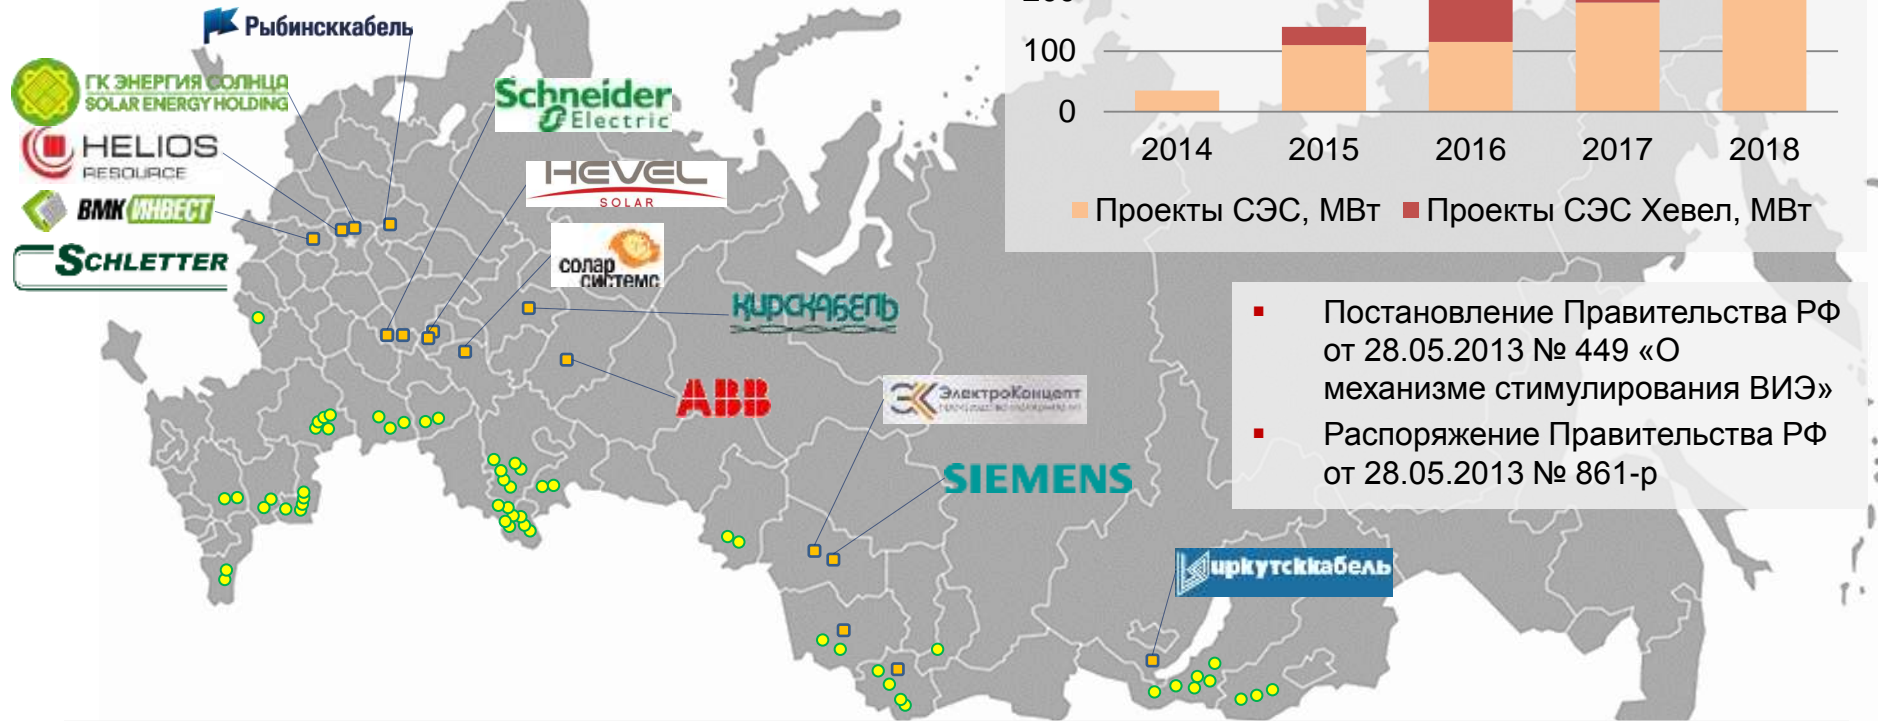 Рыбинсккабель
ГК ЭНЕРГИЯ СОЛНЦА
SOLAR ENERGY HOLDING
HELIOS
RESOURCE
ВМК ИНВЕСТ
SCHLETTER
Schneider
Electric
HEVEL
SOLAR
солар
системс
КИРСКАБЕЛЬ
ABB
ЭлектроКонцепт
SIEMENS
иркутсккабель
100
0
2014 2015 2016 2017 2018
Проекты СЭС, МВт Проекты СЭС Хевел, МВт
▪ Постановление Правительства РФ
от 28.05.2013 № 449 «О
механизме стимулирования ВИЭ»
▪ Распоряжение Правительства РФ
от 28.05.2013 № 861-р